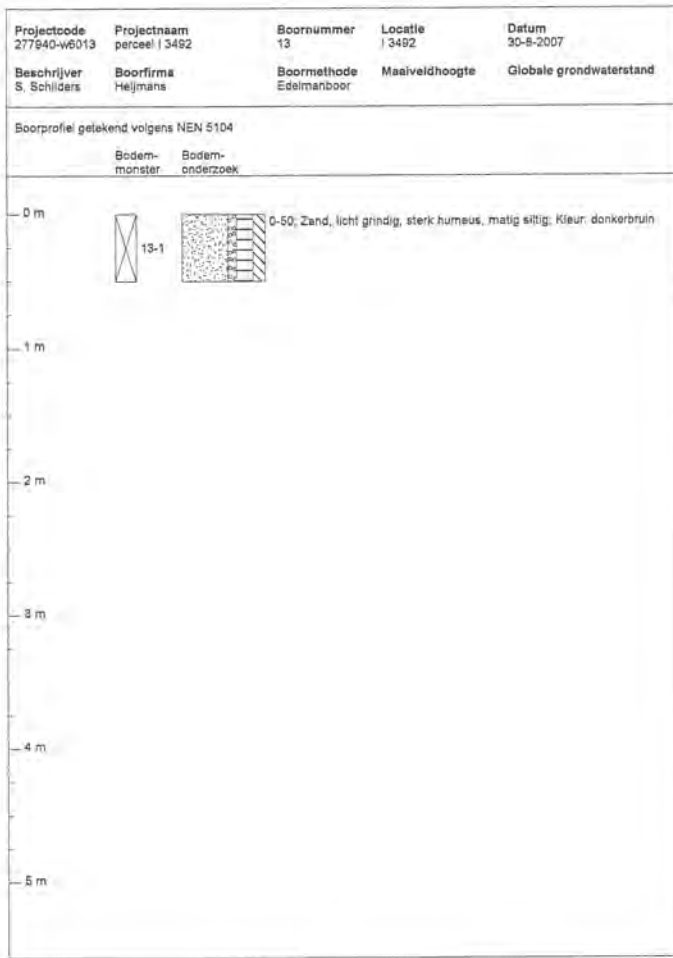 Projectcode Projectnaam Boornummer Locatie Datum
277940-w6013 perceel I 3492 13 I 3492 30-8-2007
Beschrijver Boorfirma Boormethode Maaiveldhoogte Globale grondwaterstand
S. Schilders Heijmans Edelmanboor
Boorprofiel getekend volgens NEN 5104
Bodem- Bodem-
monster onderzoek
0 m
0-50; Zand, licht grindig, sterk humeus, matig siltig; Kleur: donkerbruin
13-1
1 m
2 m
3 m
4 m
5 m